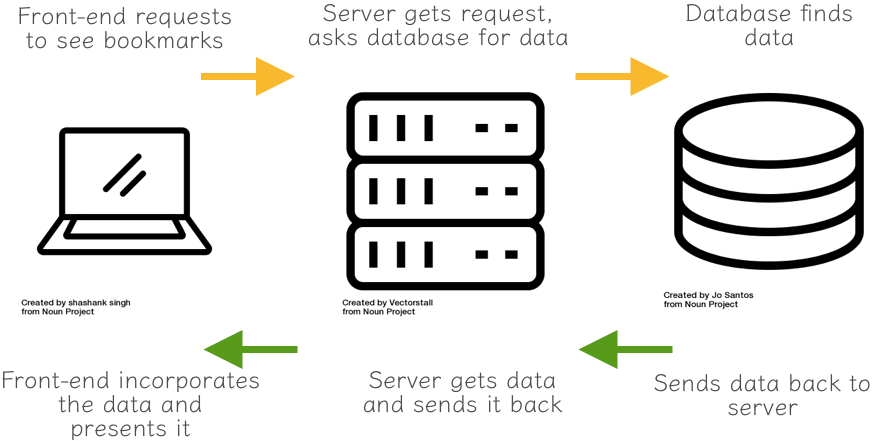 Front-end requests
to see bookmarks
Server gets request,
asks database for data
Database finds
data
Created by shashank singh
from Noun Project
Created by Vectorstall
from Noun Project
Created by Jo Santos
from Noun Project
Front-end incorporates
the data and
presents it
Server gets data
and sends it back
Sends data back to
server